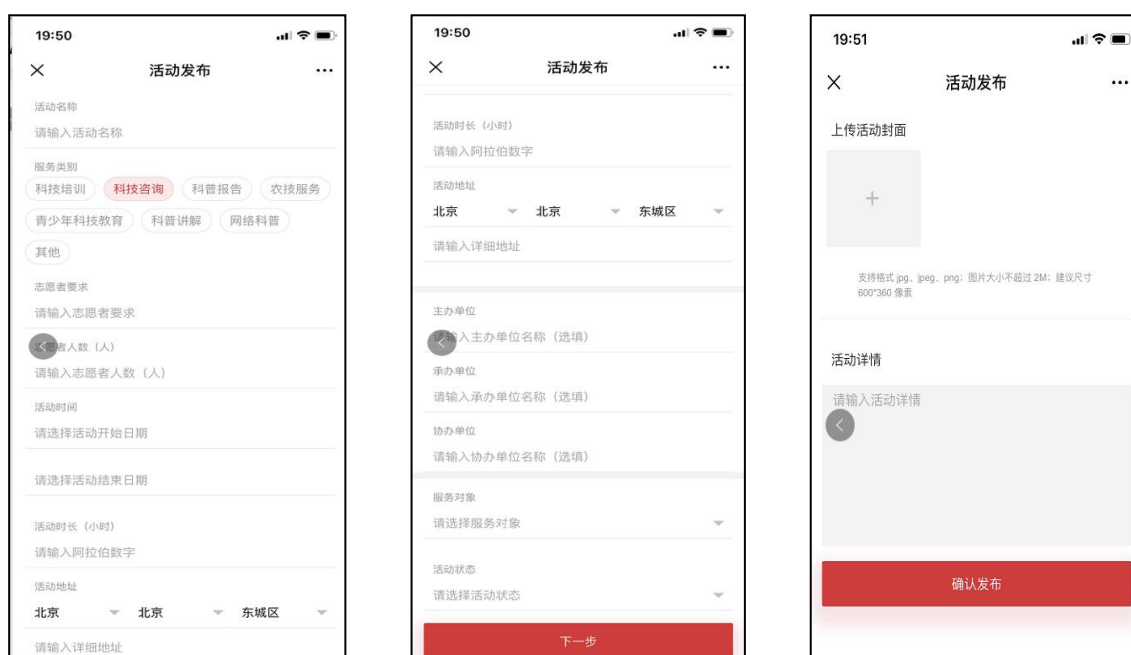 19:50
活动发布
活动名称
请输入活动名称
服务类别
科技培训 科技咨询 科普报告 农技服务
青少年科技教育 科普讲解 网络科普
其他
志愿者要求
请输入志愿者要求
志愿者人数（人）
请输入志愿者人数（人）
活动时间
请选择活动开始日期
请选择活动结束日期
活动时长（小时）
请输入阿拉伯数字
活动地址
北京 北京 东城区
请输入详细地址
19:50
活动发布
活动时长（小时）
请输入阿拉伯数字
活动地址
北京 北京 东城区
请输入详细地址
主办单位
请输入主办单位名称（选填）
承办单位
请输入承办单位名称（选填）
协办单位
请输入协办单位名称（选填）
服务对象
请选择服务对象
活动状态
请选择活动状态
下一步
19:51
活动发布
上传活动封面
支持格式 jpg、jpeg、png；图片大小不超过 2M；建议尺寸
600*360 像素
活动详情
请输入活动详情
确认发布